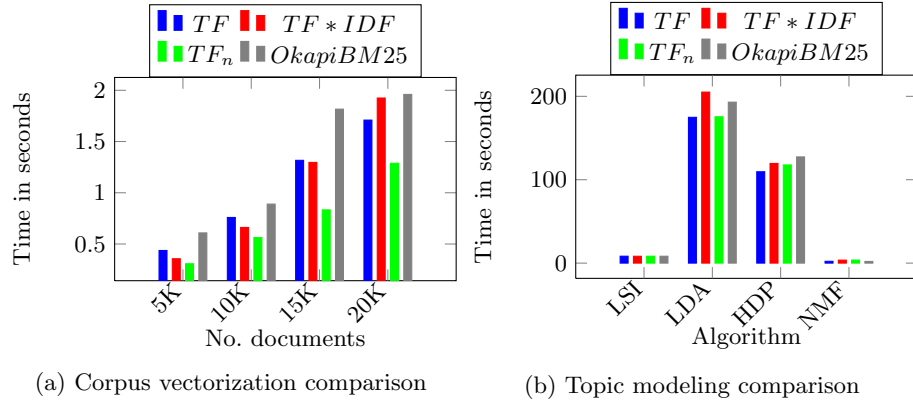 TF TF * IDF
TFn OkapiBM25
2
1.5
1
0.5
Time in seconds
5K 10K 15K 20K
No. documents
(a) Corpus vectorization comparison
TF TF * IDF
TFn OkapiBM25
200
100
0
Time in seconds
LSI LDA HDP NMF
Algorithm
(b) Topic modeling comparison